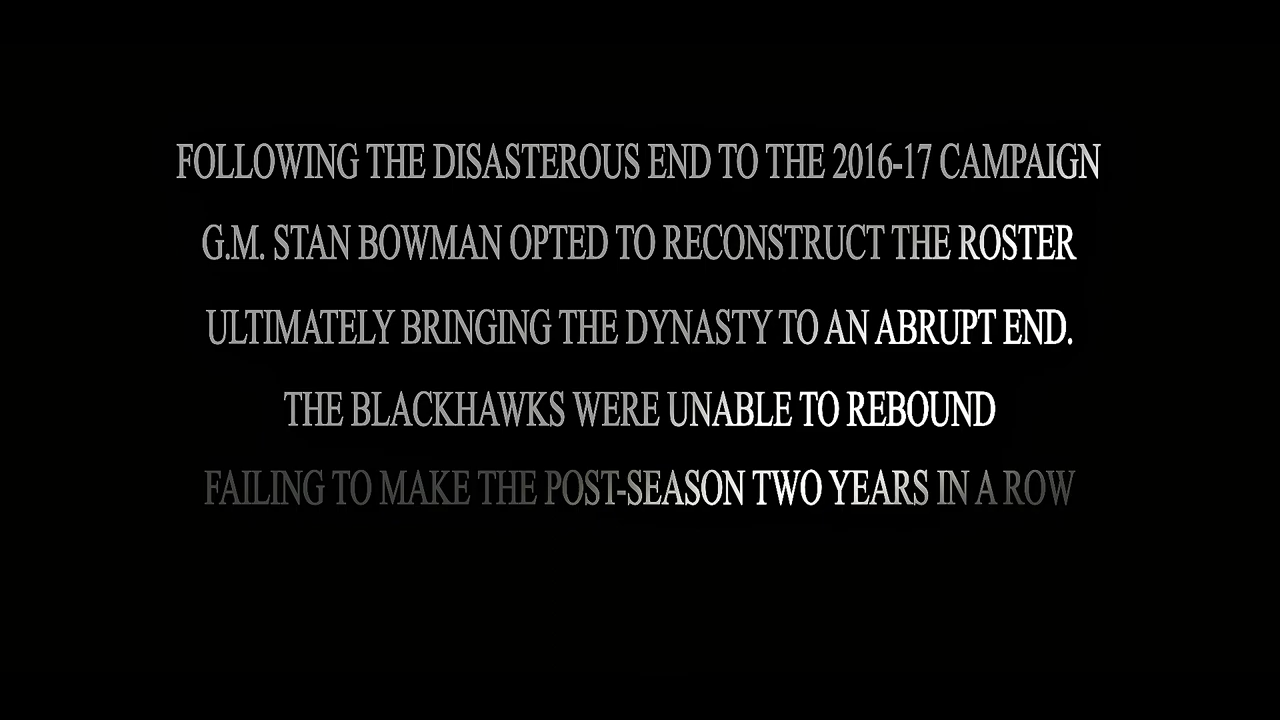 FOLLOWING THE DISASTEROUS END TO THE 2016-17 CAMPAIGN
G.M. STAN BOWMAN OPTED TO RECONSTRUCT THE ROSTER
ULTIMATELY BRINGING THE DYNASTY TO AN ABRUPT END.
THE BLACKHAWKS WERE UNABLE TO REBOUND
FAILING TO MAKE THE POST-SEASON TWO YEARS IN A ROW